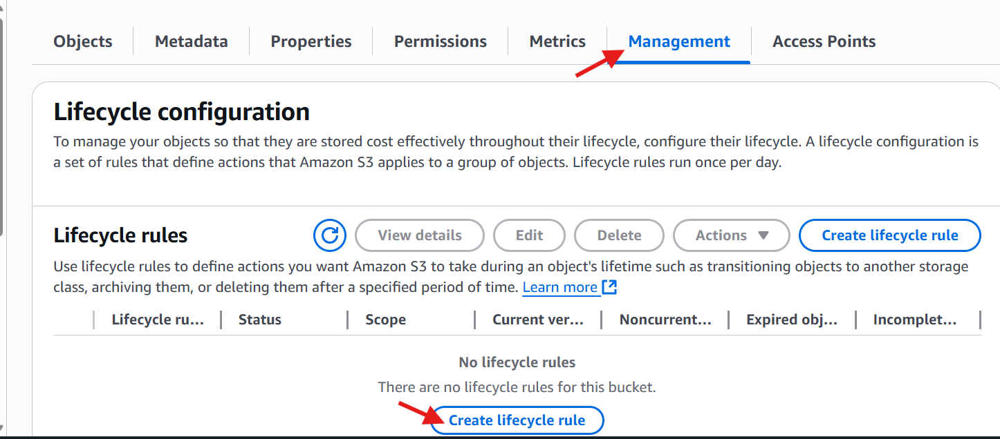 Objects Metadata Properties Permissions Metrics Management Access Points
Lifecycle configuration
To manage your objects so that they are stored cost effectively throughout their lifecycle, configure their lifecycle. A lifecycle configuration is
a set of rules that define actions that Amazon S3 applies to a group of objects. Lifecycle rules run once per day.
Lifecycle rules View details Edit Delete Actions Create lifecycle rule
Use lifecycle rules to define actions you want Amazon S3 to take during an object's lifetime such as transitioning objects to another storage
class, archiving them, or deleting them after a specified period of time. Learn more
Lifecycle ru... Status Scope Current ver... Noncurrent... Expired obj... Incomplet...
No lifecycle rules
There are no lifecycle rules for this bucket.
Create lifecycle rule